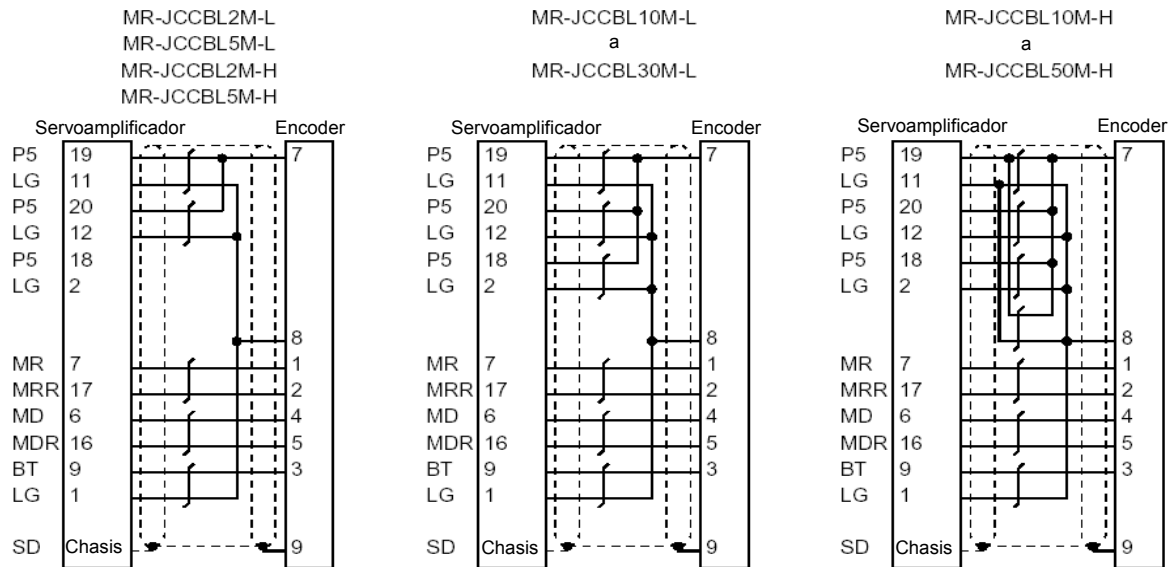 MR-JCCBL2M-L
MR-JCCBL5M-L
MR-JCCBL2M-H
MR-JCCBL5M-H
Servoamplificador Encoder
P5 19 7
LG 11
P5 20
LG 12
P5 18
LG 2
8
MR 7 1
MRR 17 2
MD 6 4
MDR 16 5
BT 9 3
LG 1
SD Chasis 9
MR-JCCBL10M-L
a
MR-JCCBL30M-L
Servoamplificador Encoder
P5 19 7
LG 11
P5 20
LG 12
P5 18
LG 2
8
MR 7 1
MRR 17 2
MD 6 4
MDR 16 5
BT 9 3
LG 1
SD Chasis 9
MR-JCCBL10M-H
a
MR-JCCBL50M-H
Servoamplificador Encoder
P5 19 7
LG 11
P5 20
LG 12
P5 18
LG 2
8
MR 7 1
MRR 17 2
MD 6 4
MDR 16 5
BT 9 3
LG 1
SD Chasis 9